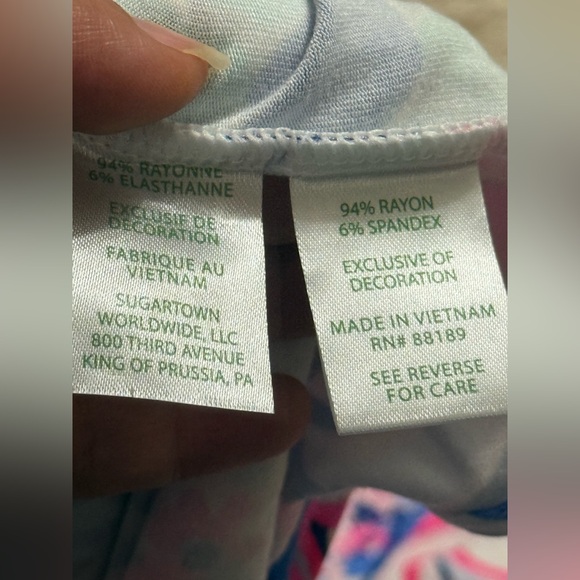 94% RAYONNE
6% ELASTHANNE
EXCLUSIF DE
DECORATION
FABRIQUE AU
VIETNAM
SUGARTOWN
WORLDWIDE, LLC
800 THIRD AVENUE
KING OF PRUSSIA, PA
94% RAYON
6% SPANDEX
EXCLUSIVE OF
DECORATION
MADE IN VIETNAM
RN# 88189
SEE REVERSE
FOR CARE